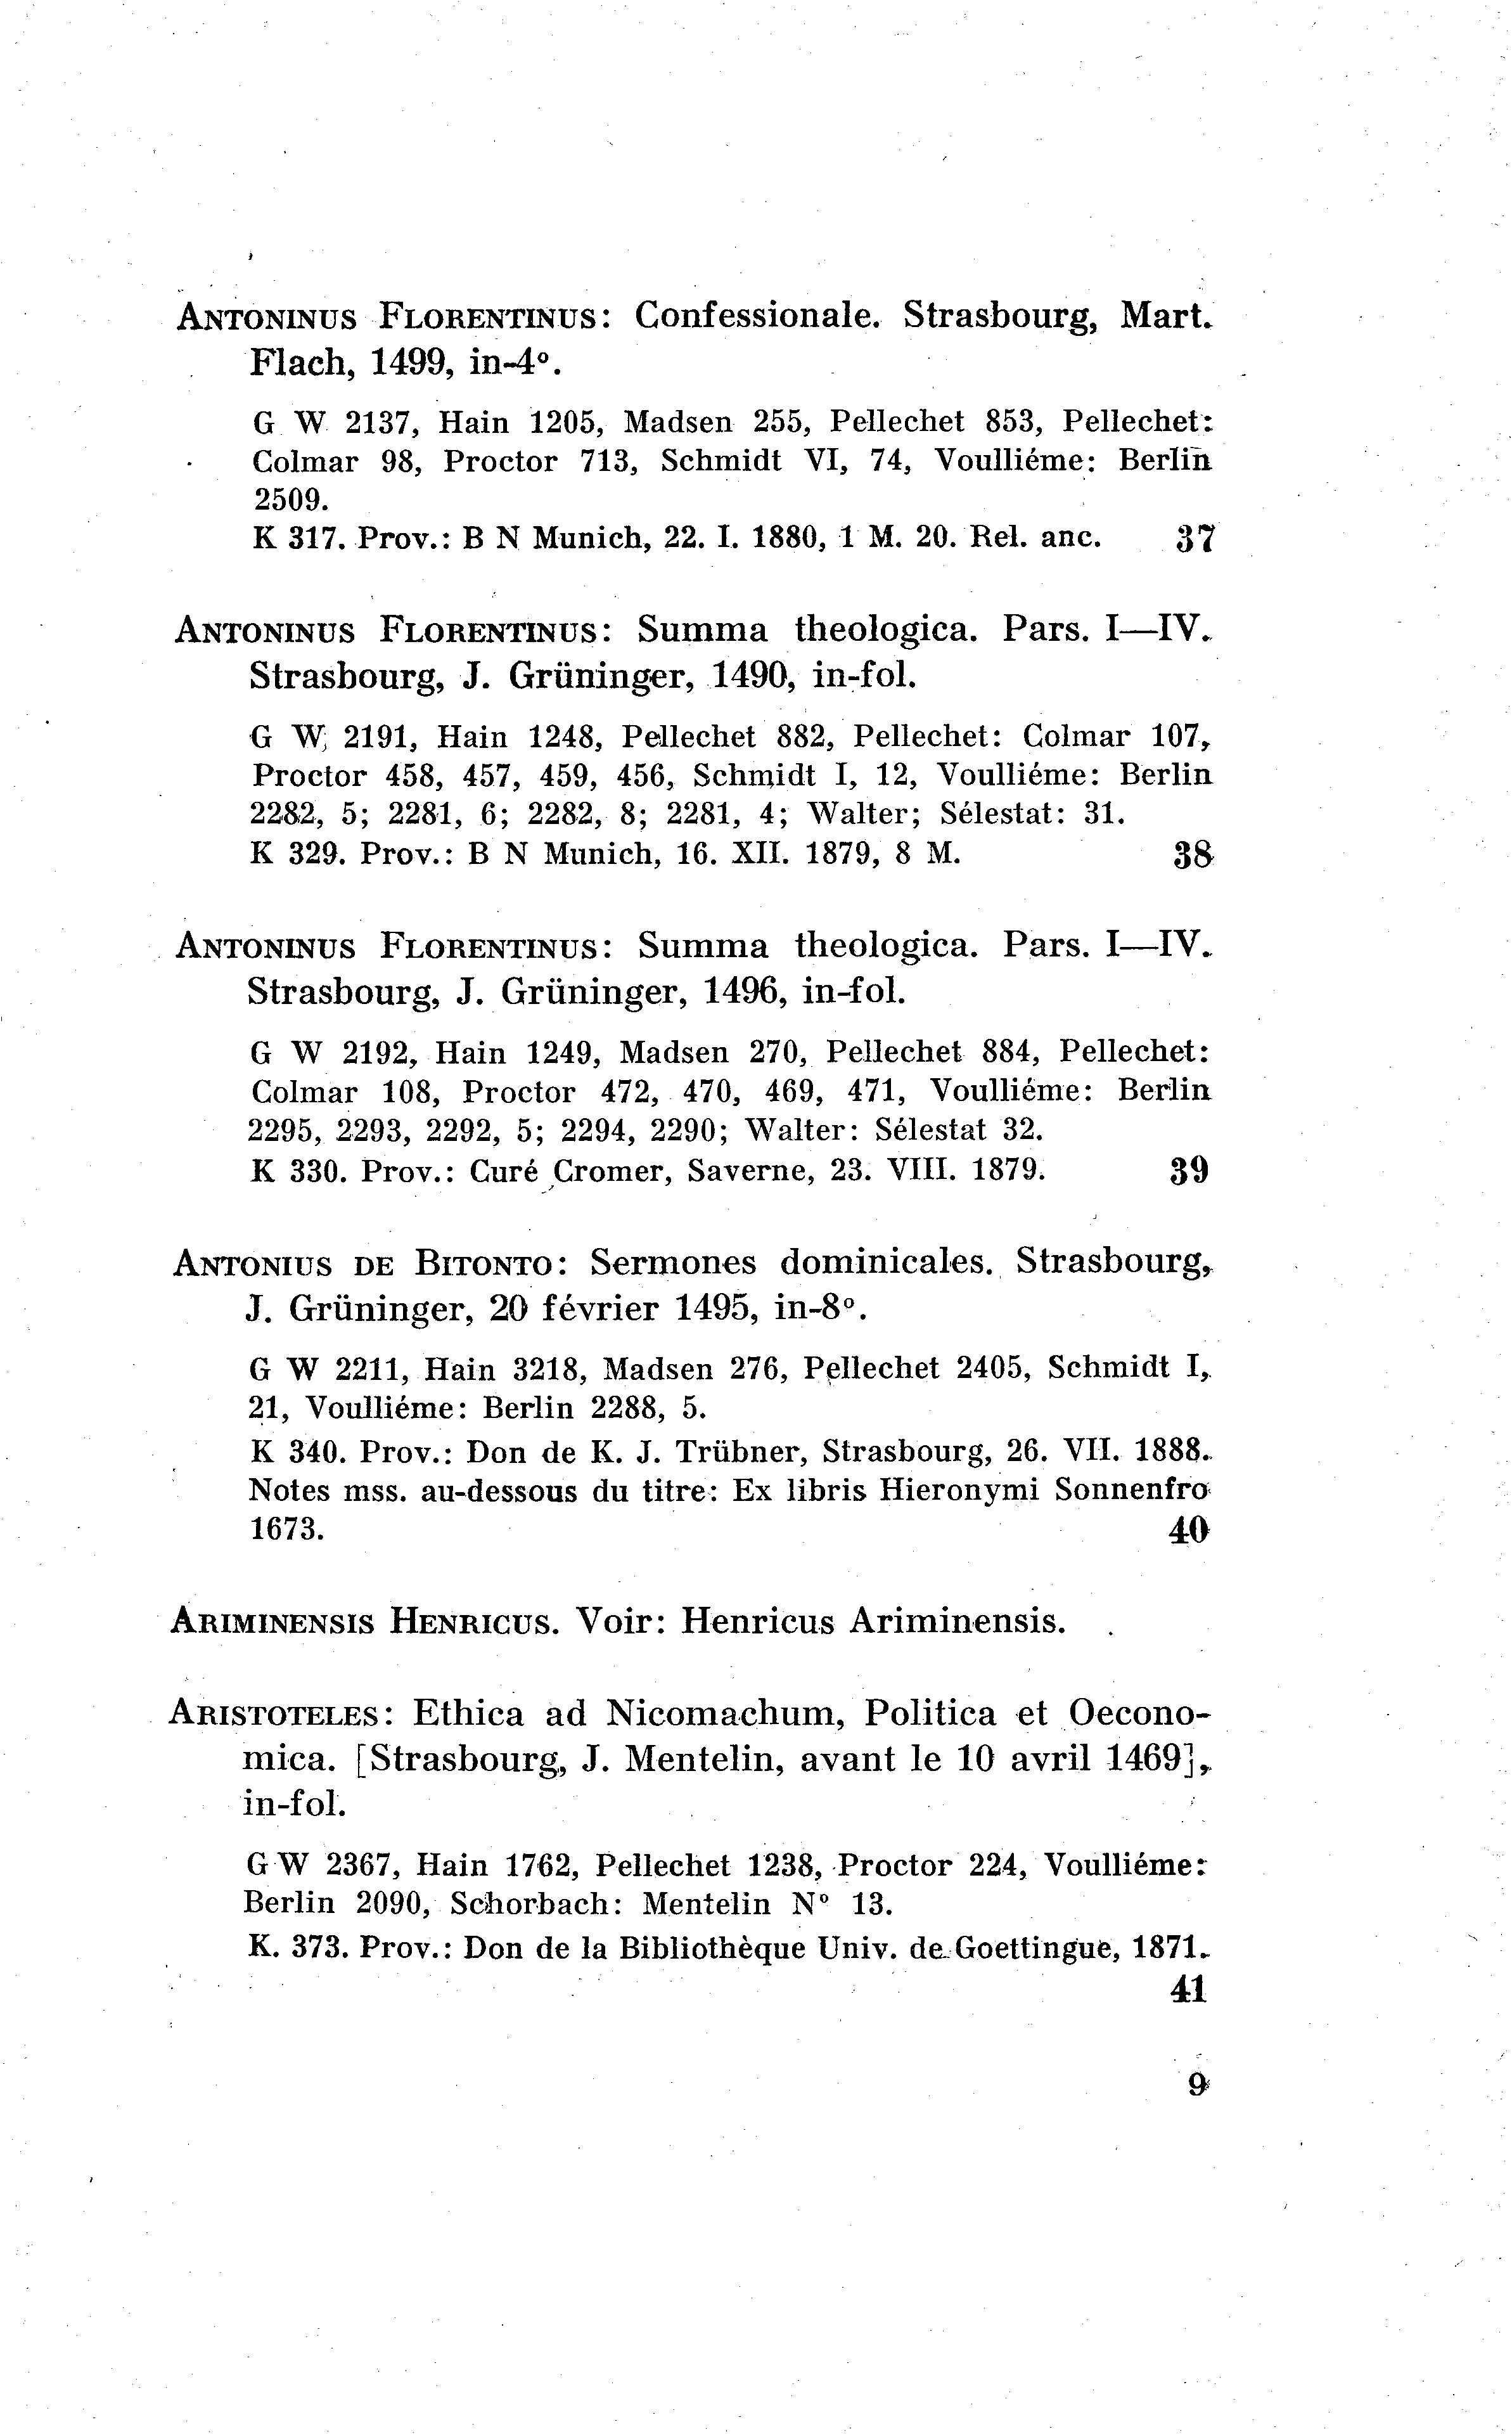 ANTONINUS FLORENTINUS: Confessionale. Strasbourg, Mart.
Flach, 1499, in-4º.
G W 2137, Hain 1205, Madsen 255, Pellechet 853, Pellechet:
Colmar 98, Proctor 713, Schmidt VI, 74, Voulliéme: Berlin
2509.
K 317. Prov.: B N Munich, 22. I. 1880, 1 M. 20. Rel. anc. 37
ANTONINUS FLORENTINUS: Summa theologica. Pars. I—IV.
Strasbourg, J. Grüninger, 1490, in-fol.
G W 2191, Hain 1248, Pellechet 882, Pellechet: Colmar 107,
Proctor 458, 457, 459, 456, Schmidt I, 12, Voulliéme: Berlin
2282, 5; 2281, 6; 2282, 8; 2281, 4; Walter; Sélestat: 31.
K 329. Prov.: B N Munich, 16. XII. 1879, 8 M. 38
ANTONINUS FLORENTINUS: Summa theologica. Pars. I—IV.
Strasbourg, J. Grüninger, 1496, in-fol.
G W 2192, Hain 1249, Madsen 270, Pellechet 884, Pellechet:
Colmar 108, Proctor 472, 470, 469, 471, Voulliéme: Berlin
2295, 2293, 2292, 5; 2294, 2290; Walter: Sélestat 32.
K 330. Prov.: Curé Cromer, Saverne, 23. VIII. 1879. 39
ANTONIUS DE BITONTO: Sermones dominicales. Strasbourg,
J. Grüninger, 20 février 1495, in-8º.
G W 2211, Hain 3218, Madsen 276, Pellechet 2405, Schmidt I,
21, Voulliéme: Berlin 2288, 5.
K 340. Prov.: Don de K. J. Trübner, Strasbourg, 26. VII. 1888.
Notes mss. au-dessous du titre: Ex libris Hieronymi Sonnenfro
1673. 40
ARIMINENSIS HENRICUS. Voir: Henricus Ariminensis.
ARISTOTELES: Ethica ad Nicomachum, Politica et Oecono-
mica. [Strasbourg, J. Mentelin, avant le 10 avril 1469],
in-fol.
G W 2367, Hain 1762, Pellechet 1238, Proctor 224, Voulliéme:
Berlin 2090, Schorbach: Mentelin Nº 13.
K. 373. Prov.: Don de la Bibliothèque Univ. de Goettingue, 1871.
41
9